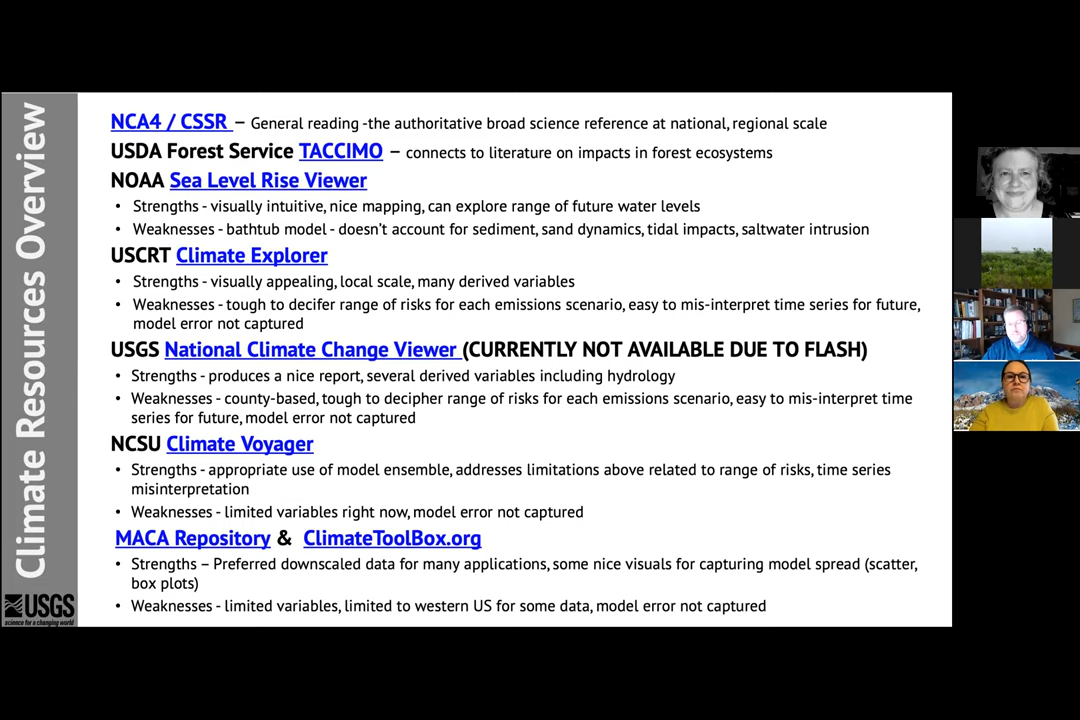 Climate Resources Overview
NCA4 / CSSR – General reading -the authoritative broad science reference at national, regional scale
USDA Forest Service TACCIMO – connects to literature on impacts in forest ecosystems
NOAA Sea Level Rise Viewer
• Strengths - visually intuitive, nice mapping, can explore range of future water levels
• Weaknesses - bathtub model - doesn't account for sediment, sand dynamics, tidal impacts, saltwater intrusion
USCRT Climate Explorer
• Strengths - visually appealing, local scale, many derived variables
• Weaknesses - tough to decifer range of risks for each emissions scenario, easy to mis-interpret time series for future,
model error not captured
USGS National Climate Change Viewer (CURRENTLY NOT AVAILABLE DUE TO FLASH)
• Strengths - produces a nice report, several derived variables including hydrology
• Weaknesses - county-based, tough to decipher range of risks for each emissions scenario, easy to mis-interpret time
series for future, model error not captured
NCSU Climate Voyager
• Strengths - appropriate use of model ensemble, addresses limitations above related to range of risks, time series
misinterpretation
• Weaknesses - limited variables right now, model error not captured
MACA Repository & ClimateToolBox.org
• Strengths – Preferred downscaled data for many applications, some nice visuals for capturing model spread (scatter,
box plots)
• Weaknesses - limited variables, limited to western US for some data, model error not captured
USGS
science for a changing world